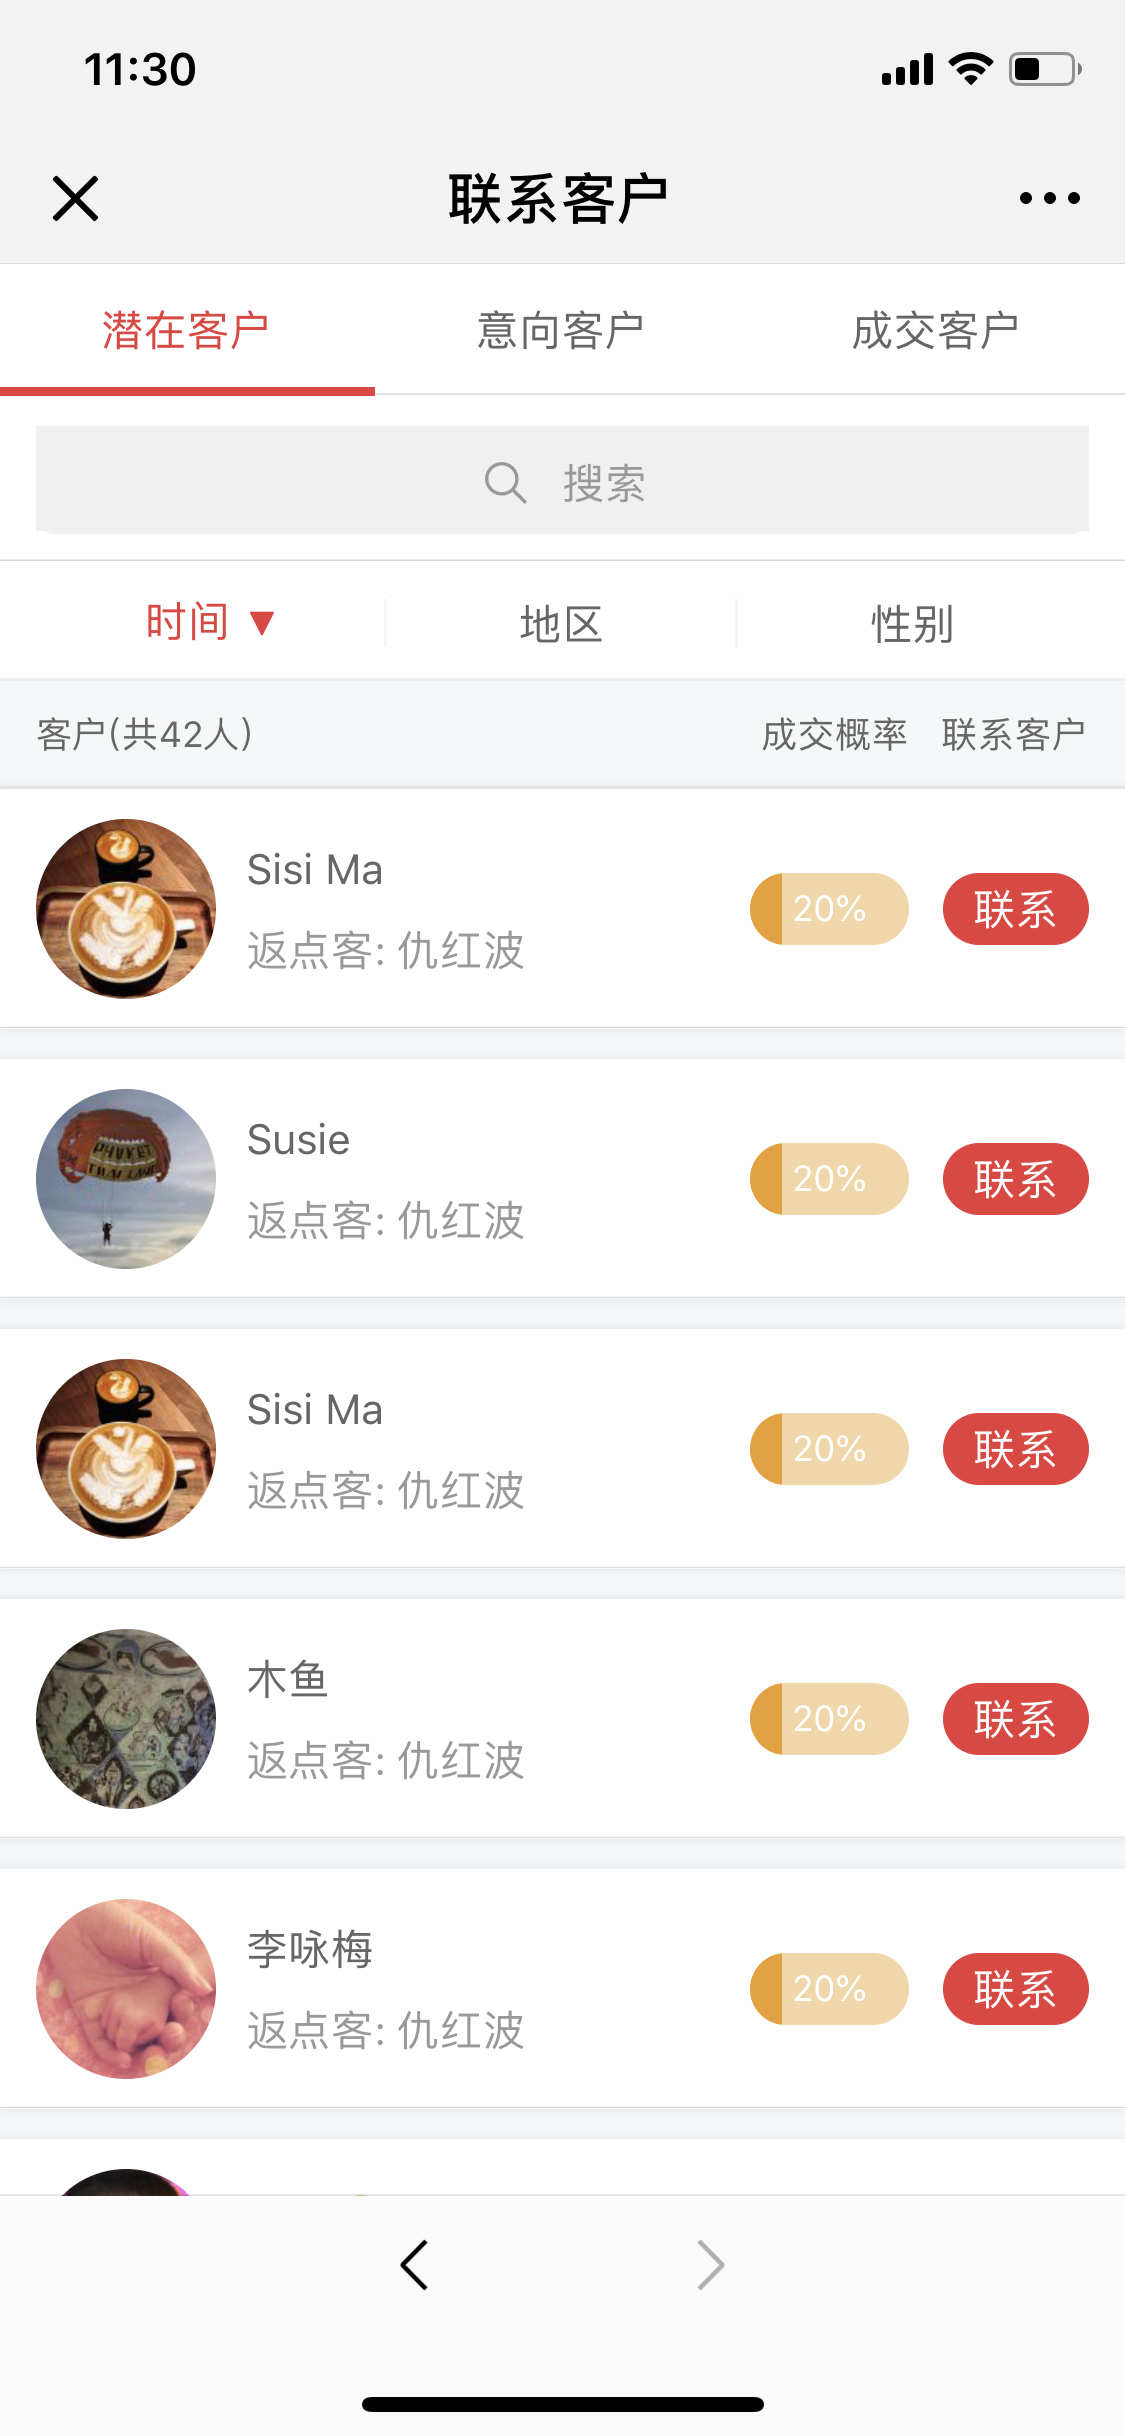 11:30
联系客户
潜在客户 意向客户 成交客户
搜索
时间 ▼ 地区 性别
客户(共42人) 成交概率 联系客户
Sisi Ma
返点客: 仇红波 20% 联系
PHUKET
THAILAND
Susie
返点客: 仇红波 20% 联系
Sisi Ma
返点客: 仇红波 20% 联系
木鱼
返点客: 仇红波 20% 联系
李咏梅
返点客: 仇红波 20% 联系